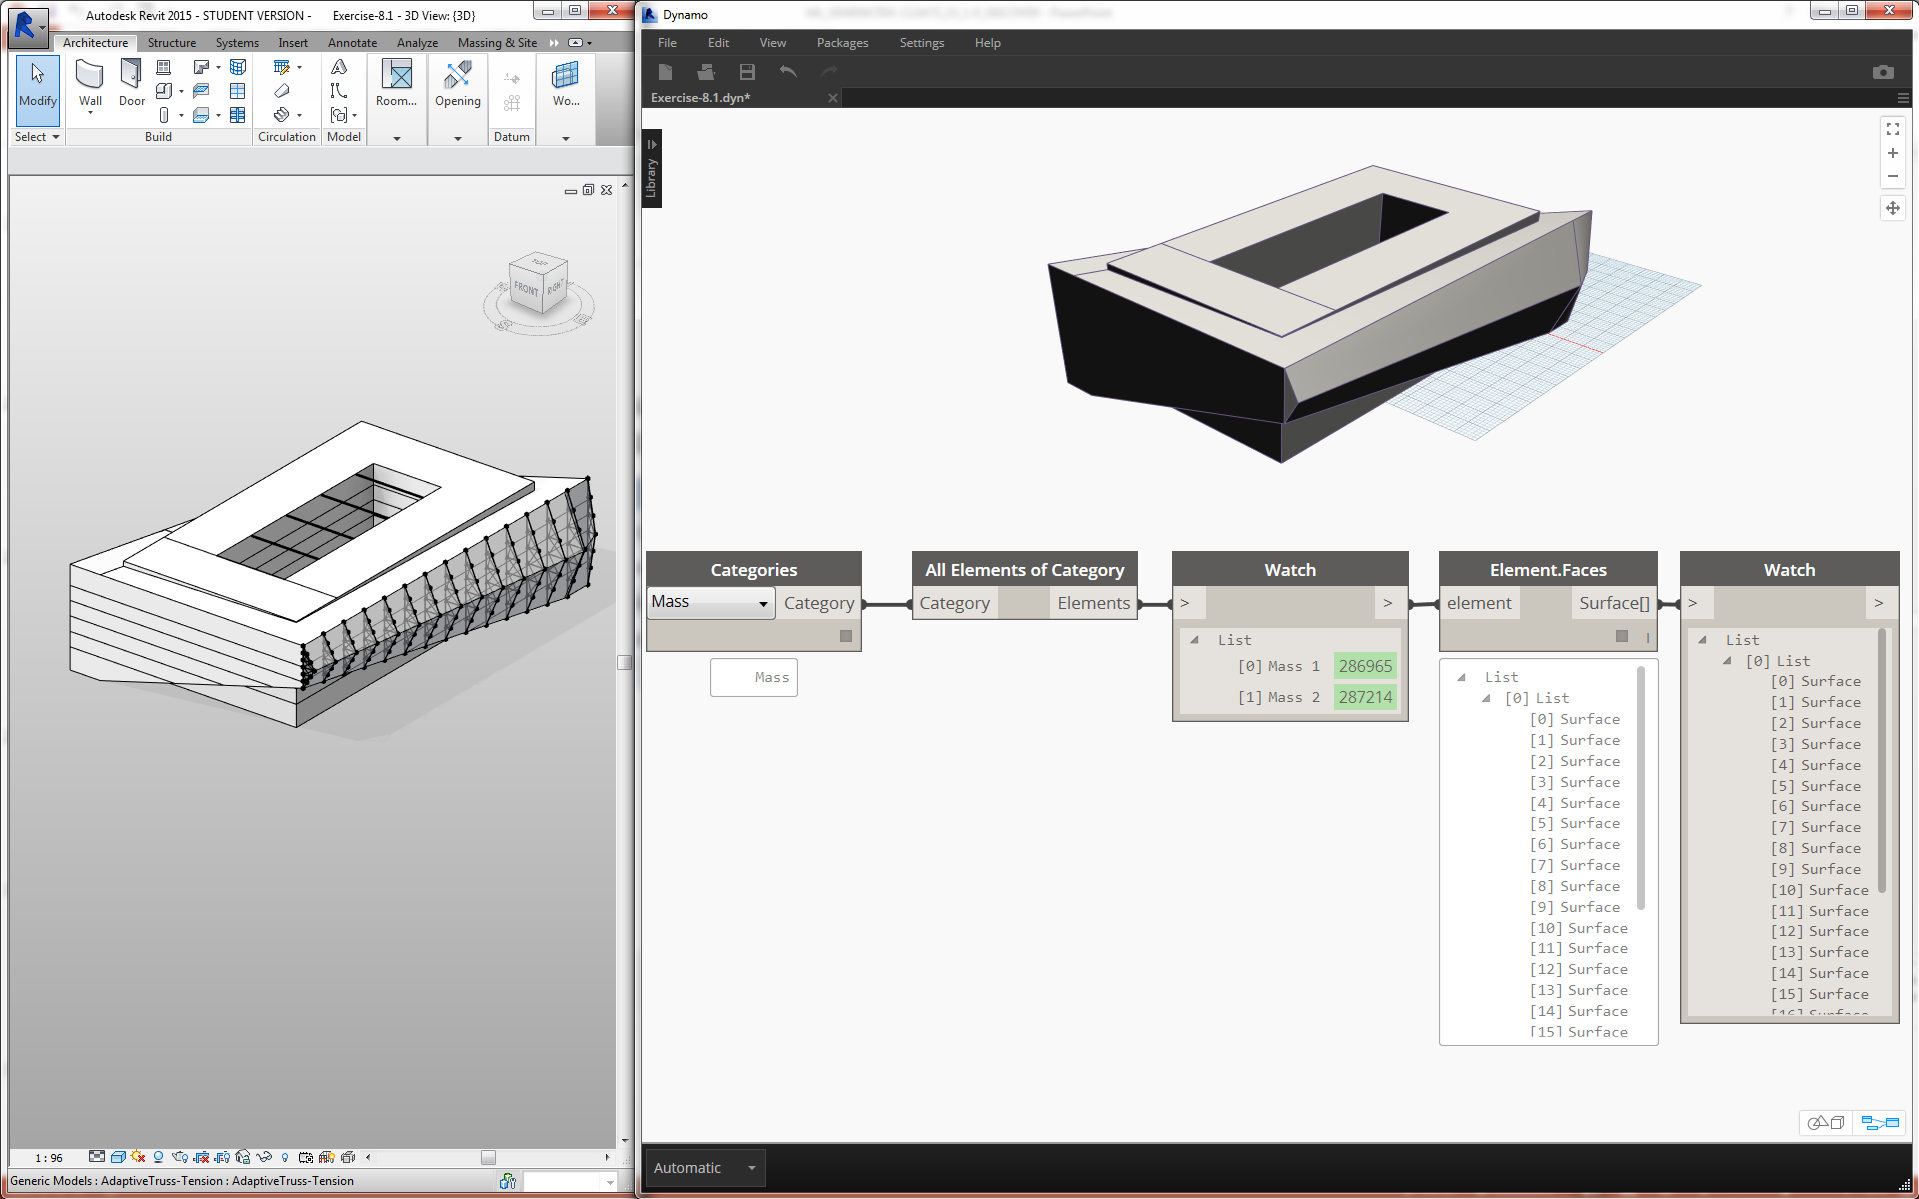 Autodesk Revit 2015 - STUDENT VERSION - Exercise-8.1 - 3D View: {3D}
Architecture Structure Systems Insert Annotate Analyze Massing & Site
Modify
Wall
Door
Room...
Opening
Wo...
Select
Build
Circulation
Model
Datum
TOP
FRONT
RIGHT
1 : 96
Generic Models : AdaptiveTruss-Tension : AdaptiveTruss-Tension
Dynamo
File Edit View Packages Settings Help
Exercise-8.1.dyn*
Library
Categories
Mass
Category
Mass
All Elements of Category
Category Elements
Watch
> >
List
[0] Mass 1 286965
[1] Mass 2 287214
Element.Faces
element Surface[]
List
[0] List
[0] Surface
[1] Surface
[2] Surface
[3] Surface
[4] Surface
[5] Surface
[6] Surface
[7] Surface
[8] Surface
[9] Surface
[10] Surface
[11] Surface
[12] Surface
[13] Surface
[14] Surface
[15] Surface
Watch
> >
List
[0] List
[0] Surface
[1] Surface
[2] Surface
[3] Surface
[4] Surface
[5] Surface
[6] Surface
[7] Surface
[8] Surface
[9] Surface
[10] Surface
[11] Surface
[12] Surface
[13] Surface
[14] Surface
[15] Surface
[16] Surface
Automatic